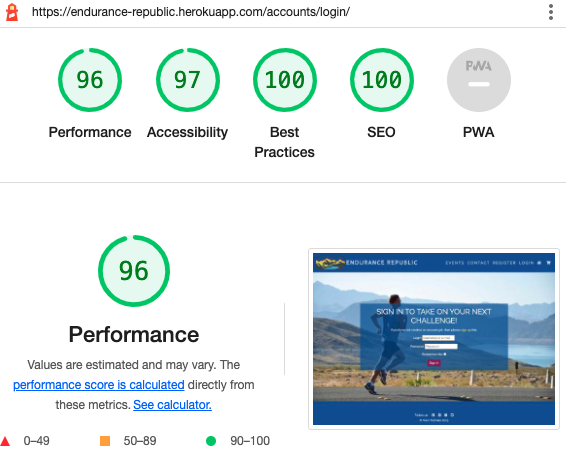 https://endurance-republic.herokuapp.com/accounts/login/
96
97
100
100
PWA
Performance
Accessibility
Best
Practices
SEO
PWA
96
Performance
Values are estimated and may vary. The
performance score is calculated directly from
these metrics. See calculator.
0–49
50–89
90–100
ENDURANCE REPUBLIC
EVENTS CONTACT REGISTER LOGIN
SIGN IN TO TAKE ON YOUR NEXT
CHALLENGE!